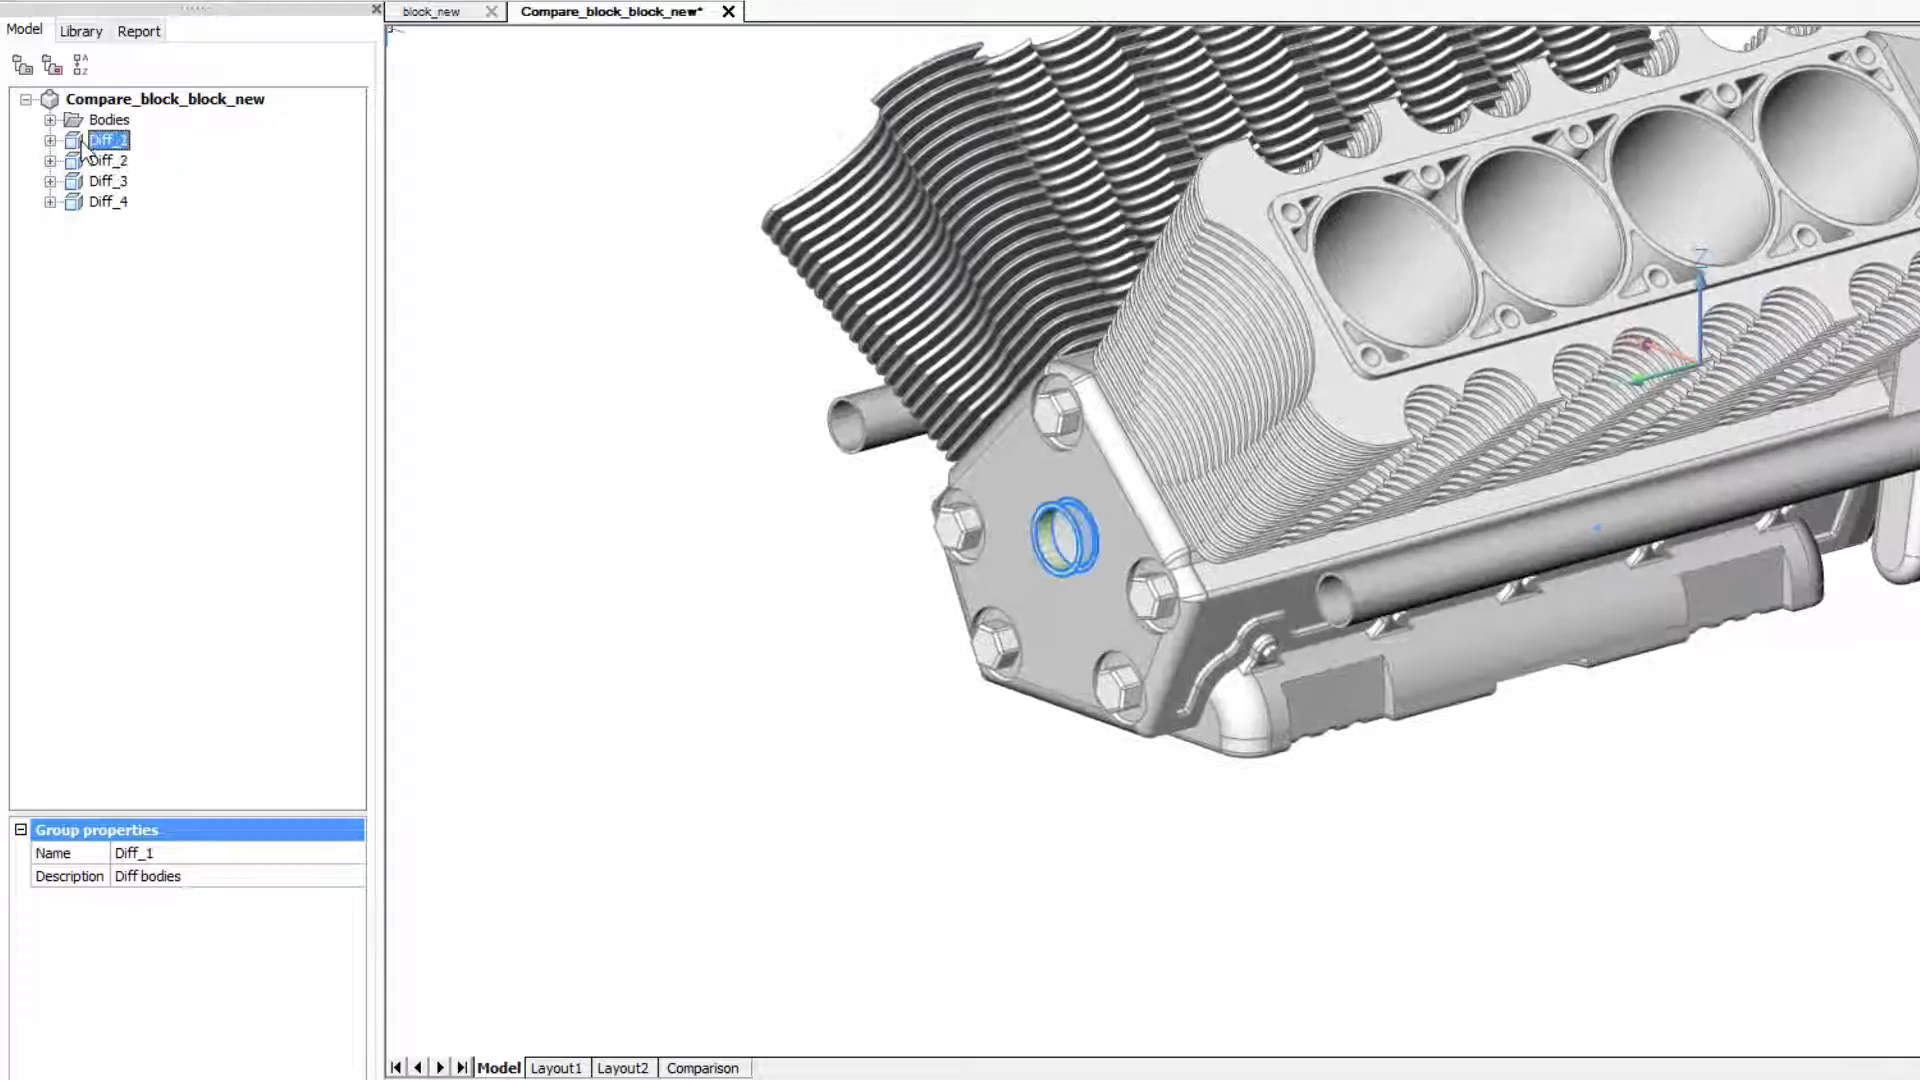 block_new
Compare_block_block_new*
Model
Library
Report
A
Z
Compare_block_block_new
Bodies
Diff_1
Diff_2
Diff_3
Diff_4
Z
Group properties
Name
Diff_1
Description
Diff bodies
Model
Layout1
Layout2
Comparison